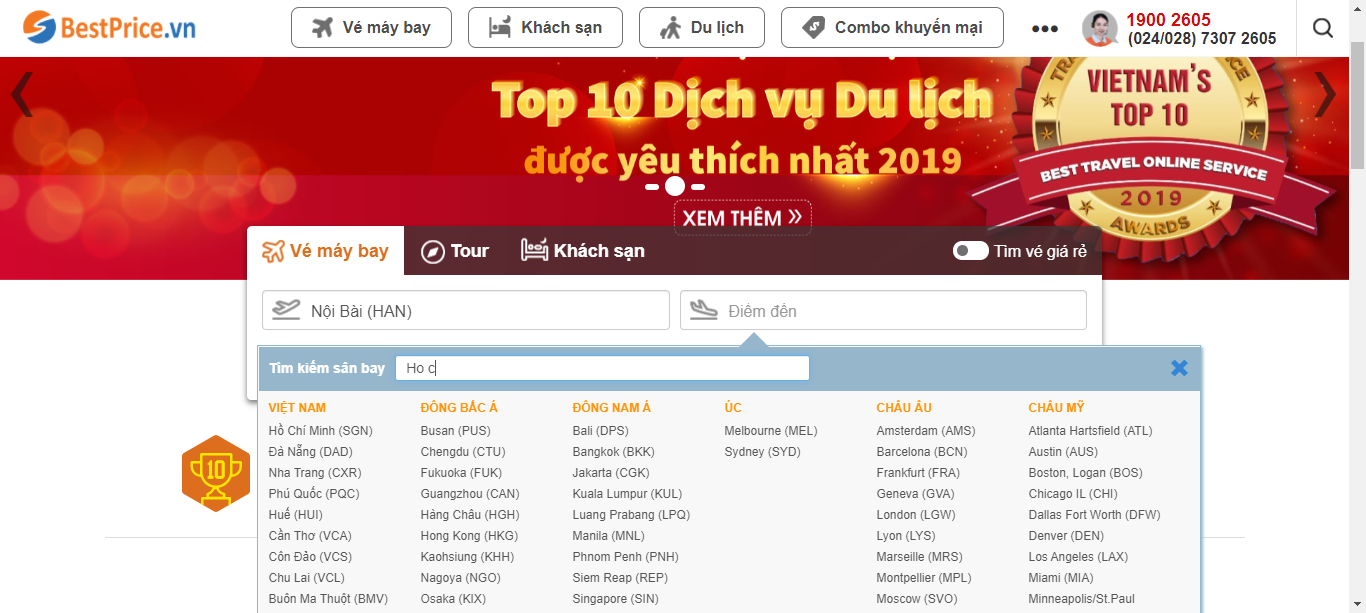 BestPrice.vn
Vé máy bay
Khách sạn
Du lịch
Combo khuyến mại
1900 2605
(024/028) 7307 2605
Top 10 Dịch vụ Du lịch
được yêu thích nhất 2019
XEM THÊM »
VIETNAM'S
TOP 10
BEST TRAVEL ONLINE SERVICE
2019
AWARDS
Vé máy bay
Tour
Khách sạn
Tìm vé giá rẻ
Nội Bài (HAN)
Điểm đến
Tìm kiếm sân bay
Ho c
VIỆT NAM
Hồ Chí Minh (SGN)
Đà Nẵng (DAD)
Nha Trang (CXR)
Phú Quốc (PQC)
Huế (HUI)
Cần Thơ (VCA)
Côn Đảo (VCS)
Chu Lai (VCL)
Buôn Ma Thuột (BMV)
ĐÔNG BẮC Á
Busan (PUS)
Chengdu (CTU)
Fukuoka (FUK)
Guangzhou (CAN)
Hàng Châu (HGH)
Hong Kong (HKG)
Kaohsiung (KHH)
Nagoya (NGO)
Osaka (KIX)
ĐÔNG NAM Á
Bali (DPS)
Bangkok (BKK)
Jakarta (CGK)
Kuala Lumpur (KUL)
Luang Prabang (LPQ)
Manila (MNL)
Phnom Penh (PNH)
Siem Reap (REP)
Singapore (SIN)
ÚC
Melbourne (MEL)
Sydney (SYD)
CHÂU ÂU
Amsterdam (AMS)
Barcelona (BCN)
Frankfurt (FRA)
Geneva (GVA)
London (LGW)
Lyon (LYS)
Marseille (MRS)
Montpellier (MPL)
Moscow (SVO)
CHÂU MỸ
Atlanta Hartsfield (ATL)
Austin (AUS)
Boston, Logan (BOS)
Chicago IL (CHI)
Dallas Fort Worth (DFW)
Denver (DEN)
Los Angeles (LAX)
Miami (MIA)
Minneapolis/St.Paul
10